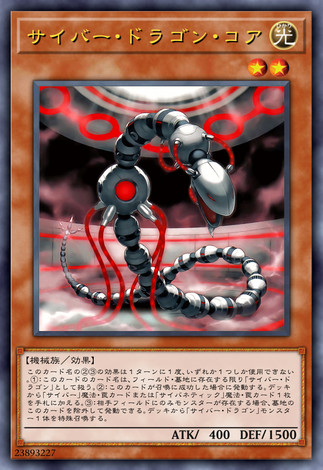 サイバー・ドラゴン・コア
光
【機械族／効果】
このカード名の②③の効果は１ターンに１度、いずれか１つしか使用できない。①：このカードのカード名は、フィールド・墓地に存在する限り「サイバー・ドラ
ゴン」として扱う。②：このカードが召喚に成功した場合に発動する。デッキ
から「サイバー」魔法・罠カードまたは「サイバネティック」魔法・罠カード１枚
を手札に加える。③：相手フィールドにのみモンスターが存在する場合、墓地の
このカードを除外して発動できる。デッキから「サイバー・ドラゴン」モンスタ
ー１体を特殊召喚する。
ATK/ 400 DEF/1500
23893227